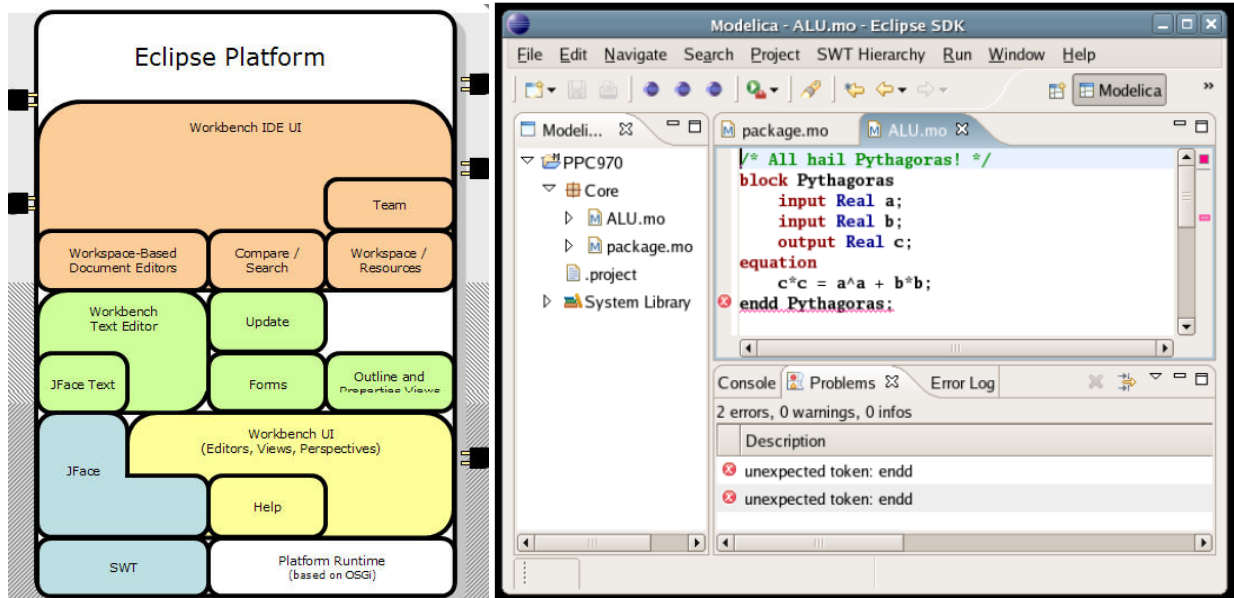 Eclipse Platform
Workbench IDE UI
Team
Workspace-Based
Document Editors
Compare /
Search
Workspace /
Resources
Workbench
Text Editor
Update
JFace Text
Forms
Outline and
Properties Views
Workbench UI
(Editors, Views, Perspectives)
JFace
Help
SWT
Platform Runtime
(based on OSGi)
Modelica - ALU.mo - Eclipse SDK
File Edit Navigate Search Project SWT Hierarchy Run Window Help
Modelica »
Modeli...
PPC970
Core
ALU.mo
package.mo
.project
System Library
package.mo ALU.mo
/* All hail Pythagoras! */
block Pythagoras
input Real a;
input Real b;
output Real c;
equation
c*c = a^a + b*b;
endd Pythagoras;
Console Problems Error Log
2 errors, 0 warnings, 0 infos
Description
unexpected token: endd
unexpected token: endd